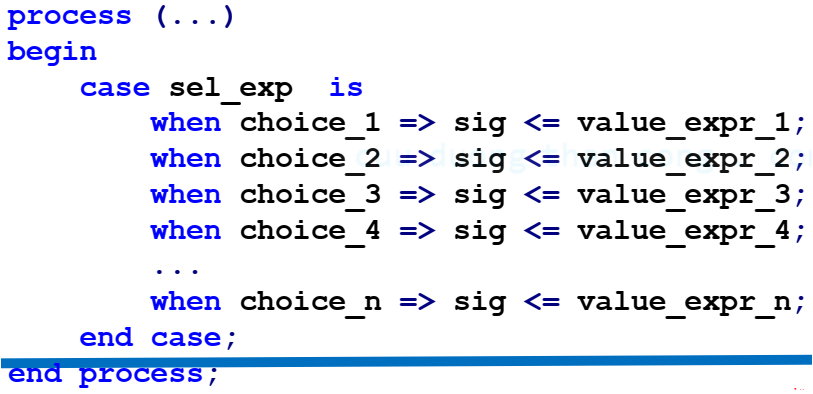 process (...)
begin
case sel_exp is
when choice_1 => sig <= value_expr_1;
when choice_2 => sig <= value_expr_2;
when choice_3 => sig <= value_expr_3;
when choice_4 => sig <= value_expr_4;
...
when choice_n => sig <= value_expr_n;
end case;
end process;